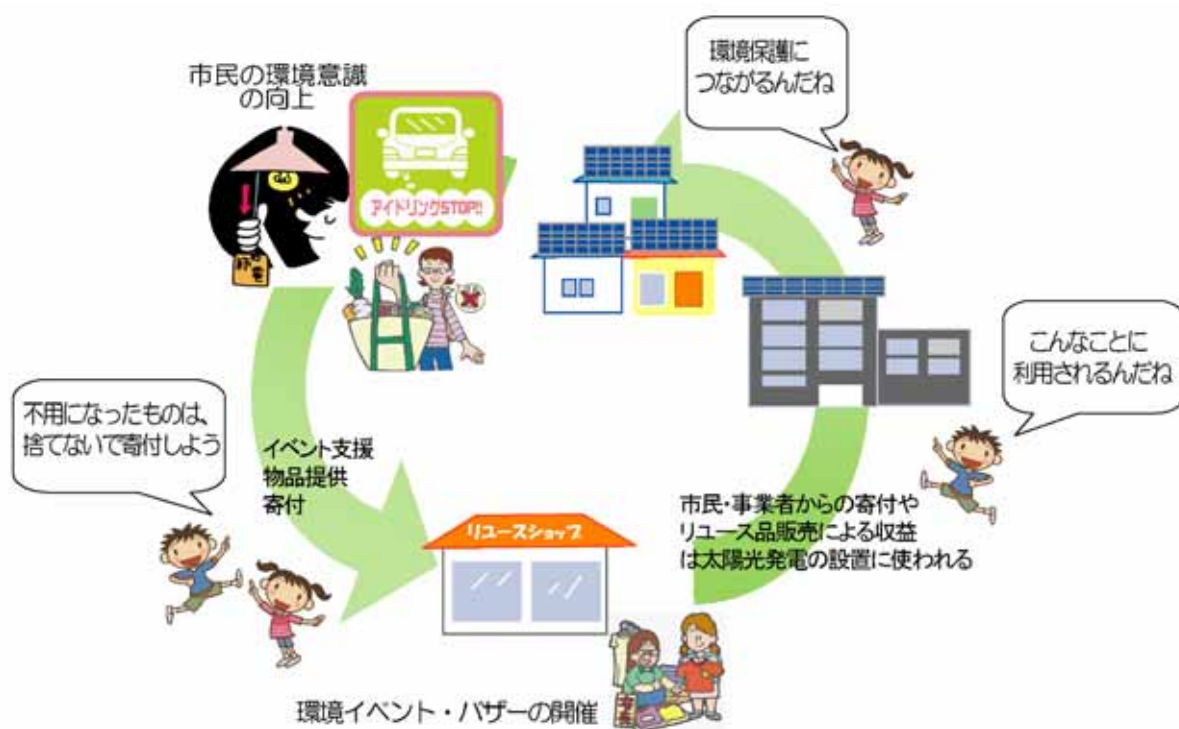 市民の環境意識
の向上
アイドリングSTOP!!
節電
環境保護に
つながるんだね
こんなことに
利用されるんだね
不用になったものは、
捨てないで寄付しよう
イベント支援
物品提供
寄付
リユースショップ
市民・事業者からの寄付や
リユース品販売による収益
は太陽光発電の設置に使われる
環境イベント・バザーの開催